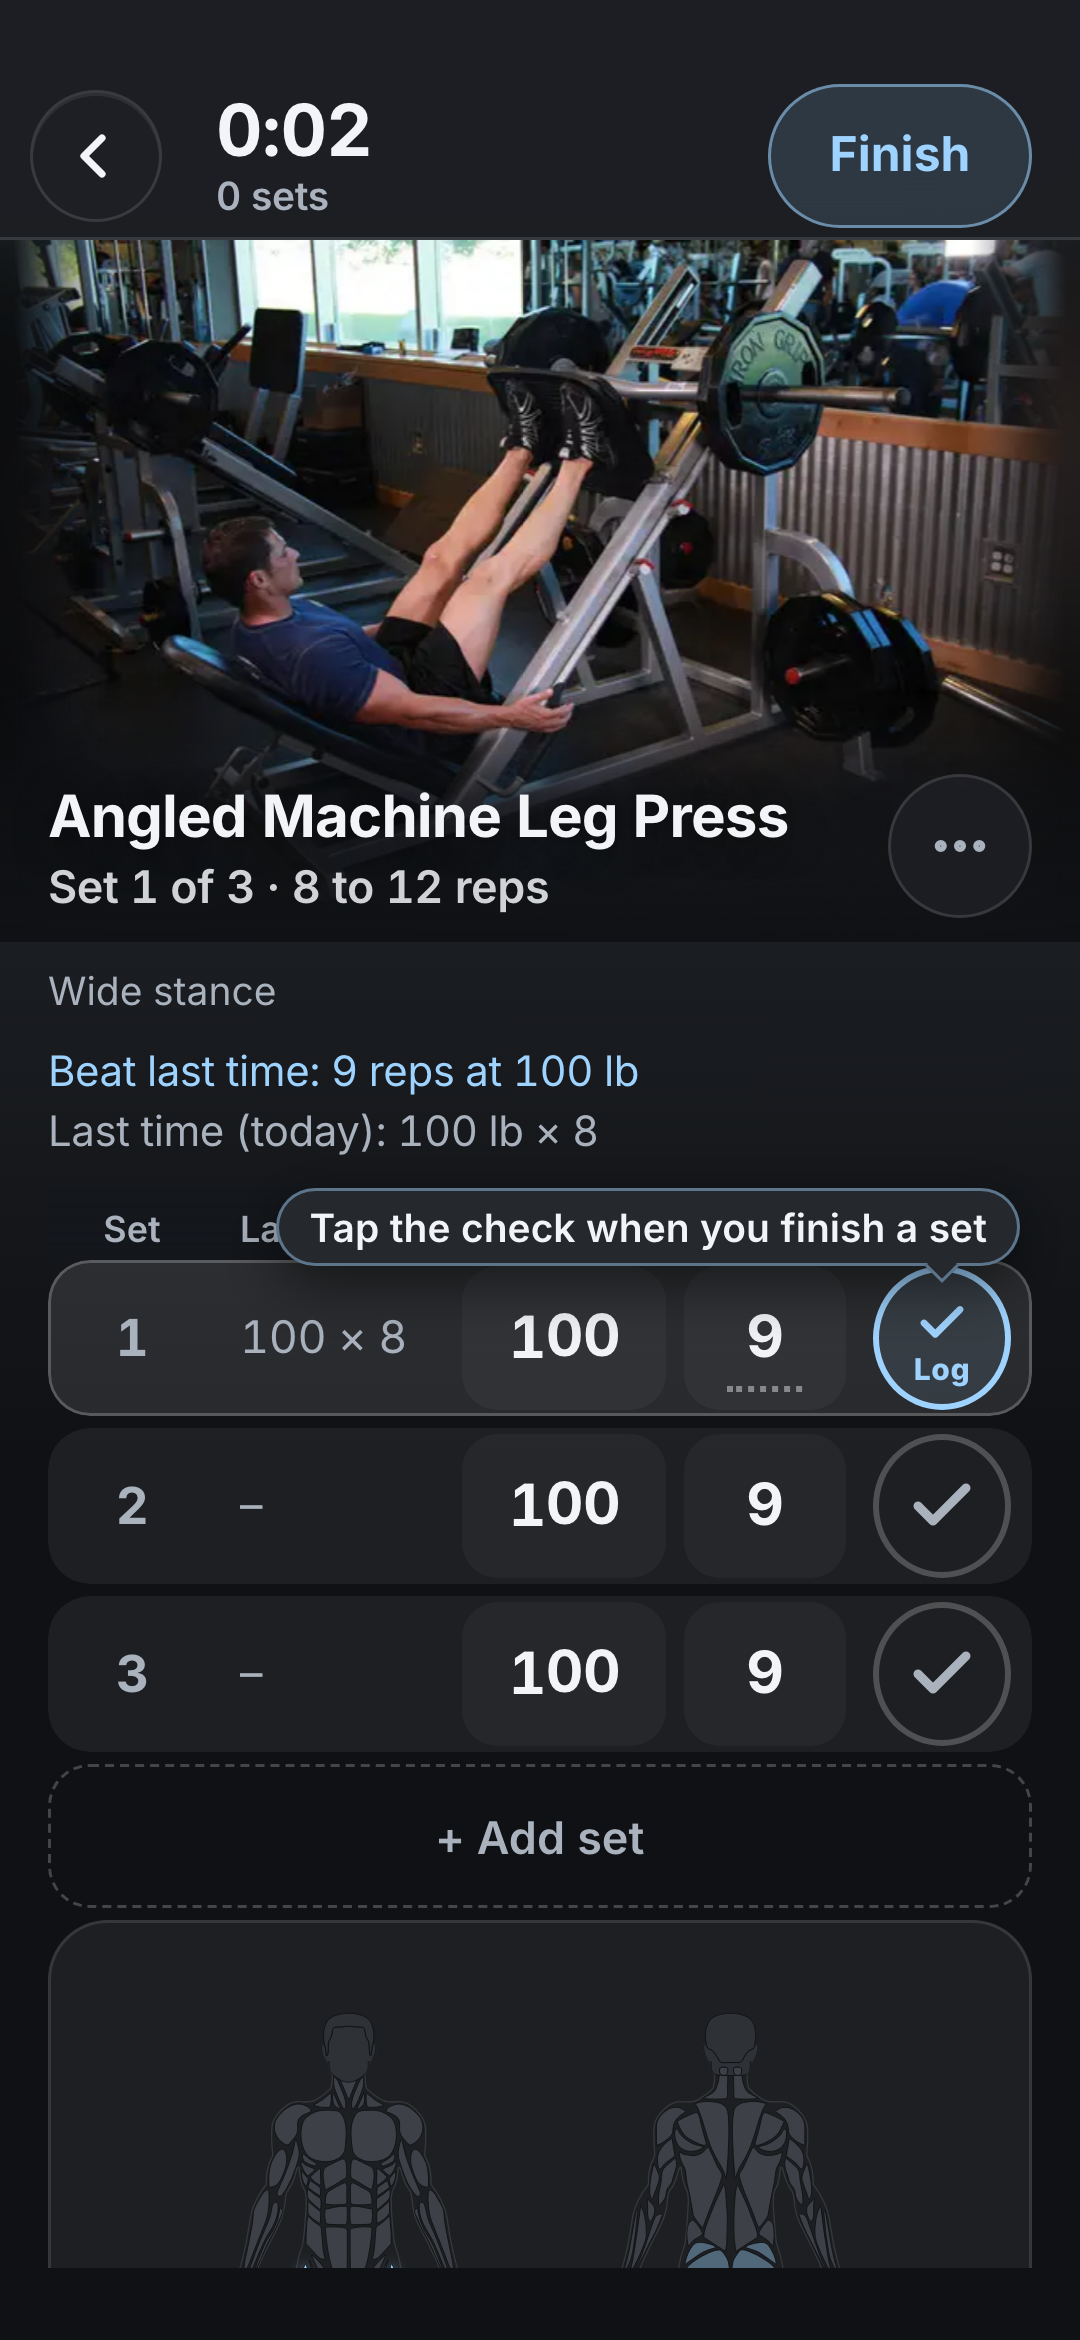 0:02
0 sets
Finish
IRON GRIP
Angled Machine Leg Press
Set 1 of 3 · 8 to 12 reps
Wide stance
Beat last time: 9 reps at 100 lb
Last time (today): 100 lb × 8
Set
Tap the check when you finish a set
1 100 × 8 100 9 Log
2 – 100 9
3 – 100 9
+ Add set